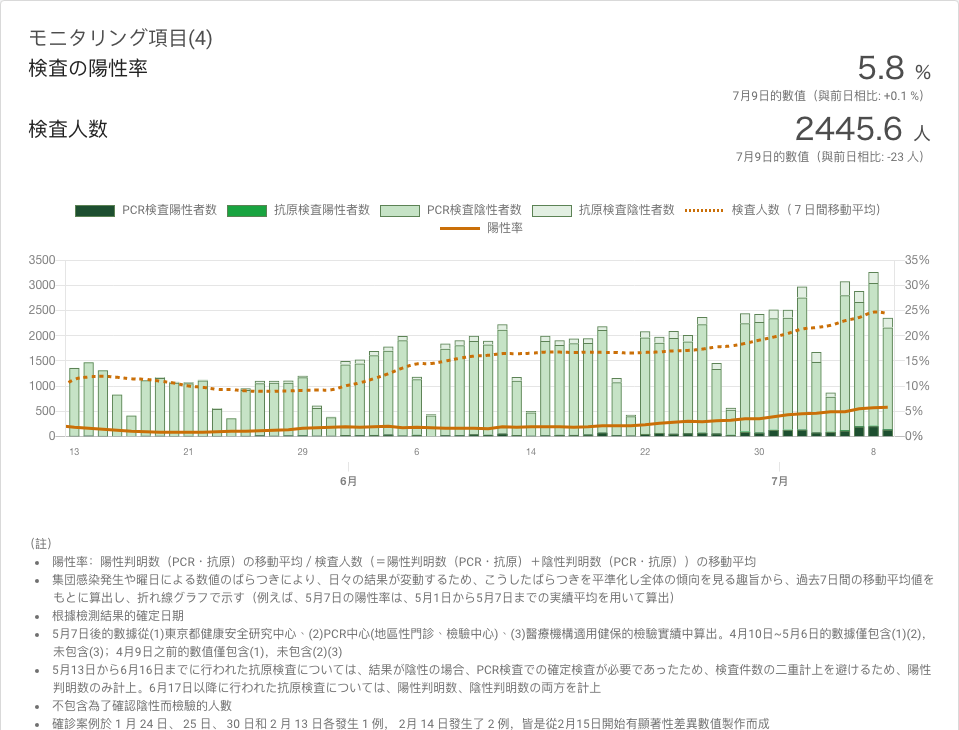 モニタリング項目(4)
検査の陽性率
5.8 %
7月9日的數值（與前日相比: +0.1 %）
検査人数
2445.6 人
7月9日的數值（與前日相比: -23 人）
PCR検査陽性者数 抗原検査陽性者数 PCR検査陰性者数 抗原検査陰性者数 検査人数（７日間移動平均）
陽性率
3500 35%
3000 30%
2500 25%
2000 20%
1500 15%
1000 10%
500 5%
0 0%
13 21 29 6 14 22 30 8
6月 7月
（註）
• 陽性率：陽性判明数（PCR・抗原）の移動平均 / 検査人数（＝陽性判明数（PCR・抗原）＋陰性判明数（PCR・抗原））の移動平均
• 集団感染発生や曜日による数値のばらつきにより、日々の結果が変動するため、こうしたばらつきを平準化し全体の傾向を見る趣旨から、過去7日間の移動平均値を
もとに算出し、折れ線グラフで示す（例えば、5月7日の陽性率は、5月1日から5月7日までの実績平均を用いて算出）
• 根據檢測結果的確定日期
• 5月7日後的數據從(1)東京都健康安全研究中心、(2)PCR中心(地區性門診、檢驗中心)、(3)醫療機構適用健保的檢驗實績中算出。4月10日~5月6日的數據僅包含(1)(2)，
未包含(3)；4月9日之前的數值僅包含(1)，未包含(2)(3)
• 5月13日から6月16日までに行われた抗原検査については、結果が陰性の場合、PCR検査での確定検査が必要であったため、検査件数の二重計上を避けるため、陽性
判明数のみ計上。6月17日以降に行われた抗原検査については、陽性判明数、陰性判明数の両方を計上
• 不包含為了確認陰性而檢驗的人數
• 確診案例於 1 月 24 日、 25 日、 30 日和 2 月 13 日各發生 1 例， 2月 14 日發生了 2 例，皆是從2月15日開始有顯著性差異數值製作而成